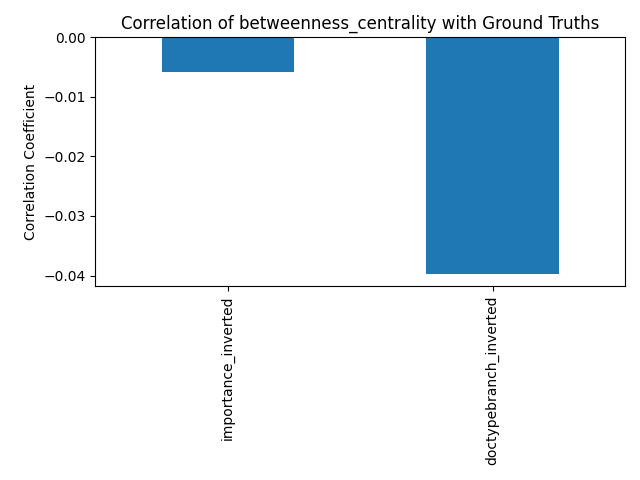 Correlation of betweenness_centrality with Ground Truths
0.00
−0.01
−0.02
−0.03
−0.04
Correlation Coefficient
importance_inverted
doctypebranch_inverted